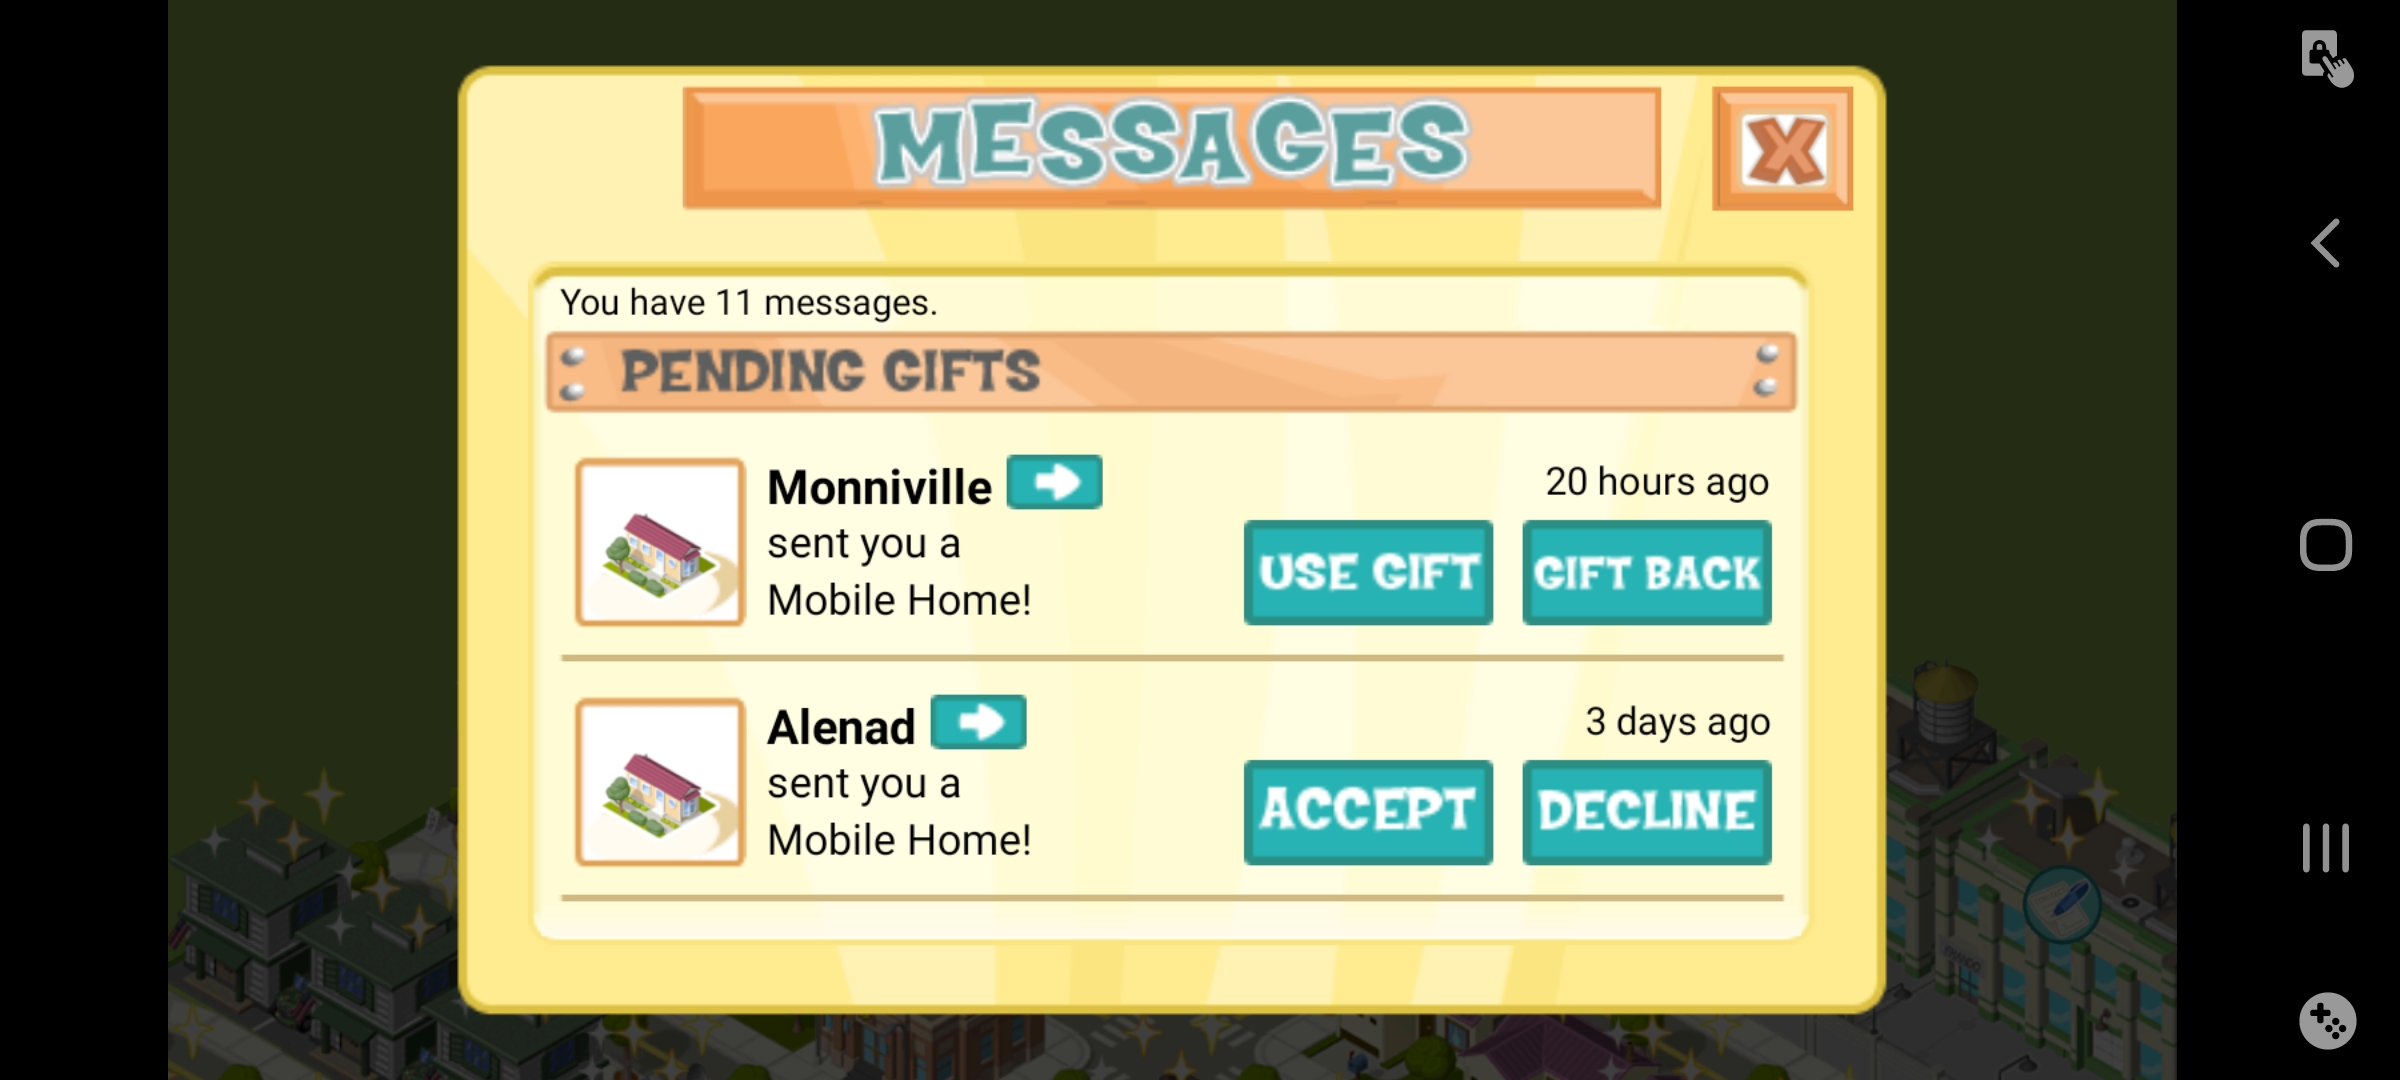 MESSAGES
You have 11 messages.
PENDING GIFTS
Monniville
20 hours ago
sent you a
Mobile Home!
USE GIFT
GIFT BACK
Alenad
3 days ago
sent you a
Mobile Home!
ACCEPT
DECLINE